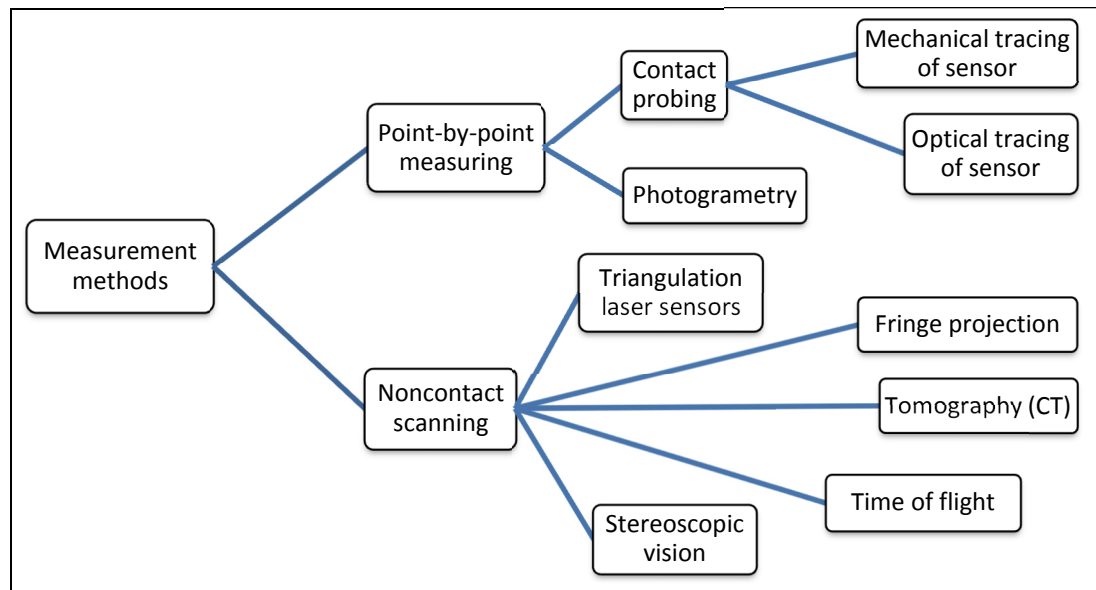 Measurement
methods
Point-by-point
measuring
Contact
probing
Mechanical tracing
of sensor
Optical tracing
of sensor
Photogrametry
Noncontact
scanning
Triangulation
laser sensors
Fringe projection
Tomography (CT)
Time of flight
Stereoscopic
vision